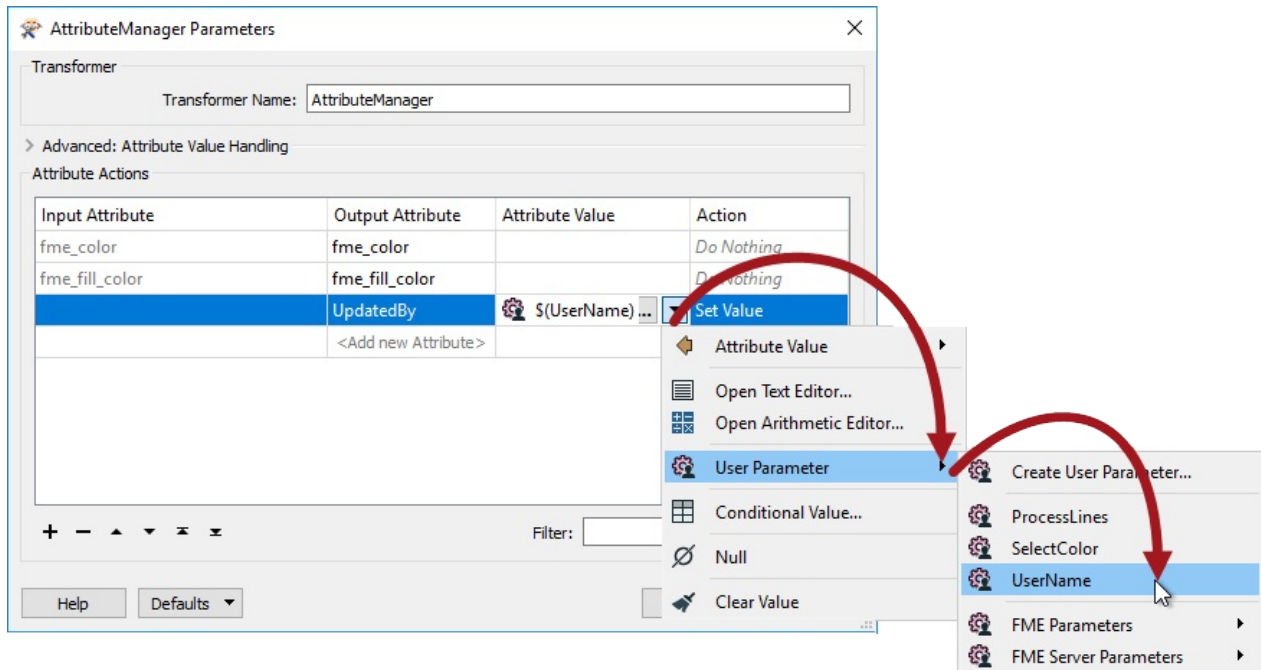 AttributeManager Parameters
Transformer
Transformer Name: AttributeManager
Advanced: Attribute Value Handling
Attribute Actions
Input Attribute Output Attribute Attribute Value Action
fme_color fme_color Do Nothing
fme_fill_color fme_fill_color Do Nothing
UpdatedBy $(UserName) ... Set Value
<Add new Attribute>
Attribute Value
Open Text Editor...
Open Arithmetic Editor...
User Parameter
Conditional Value...
Null
Clear Value
Create User Parameter...
ProcessLines
SelectColor
UserName
FME Parameters
FME Server Parameters
Filter:
Help Defaults